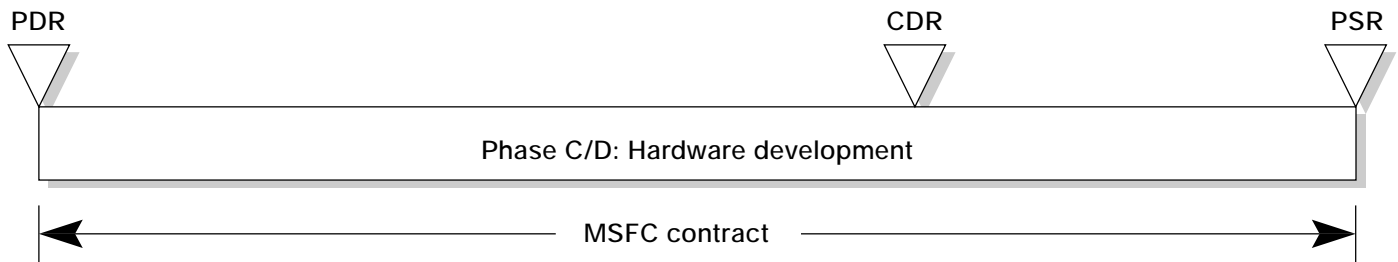 PDR CDR PSR
Phase C/D: Hardware development
MSFC contract